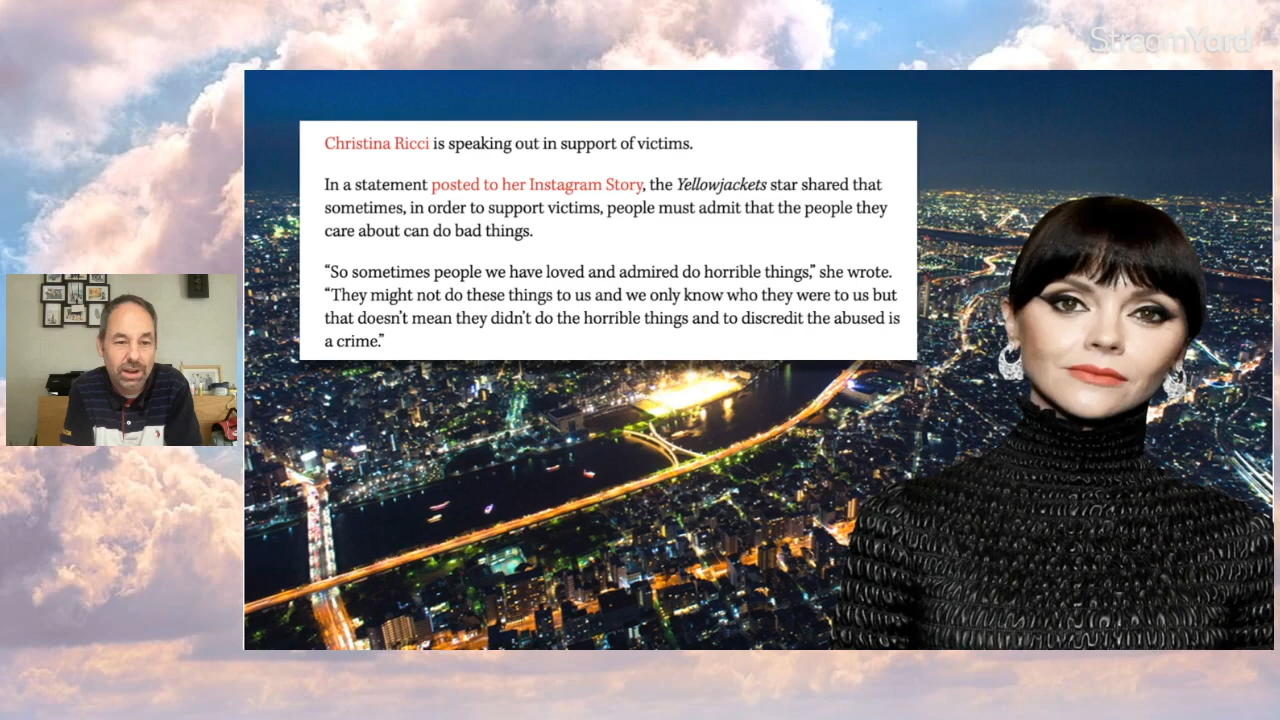 StreamYard
Christina Ricci is speaking out in support of victims.
In a statement posted to her Instagram Story, the Yellowjackets star shared that
sometimes, in order to support victims, people must admit that the people they
care about can do bad things.
“So sometimes people we have loved and admired do horrible things,” she wrote.
“They might not do these things to us and we only know who they were to us but
that doesn’t mean they didn’t do the horrible things and to discredit the abused is
a crime.”